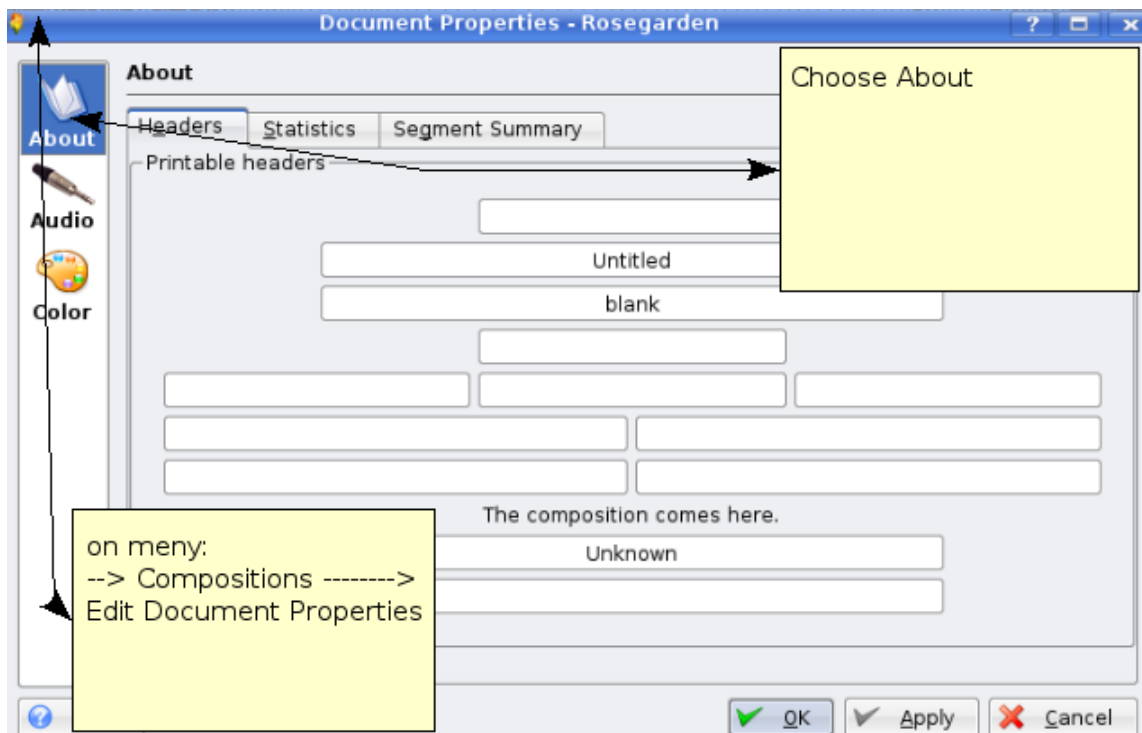 Document Properties - Rosegarden
About
Choose About
About
Headers Statistics Segment Summary
Printable headers
Audio
Untitled
Color
blank
The composition comes here.
on meny:
--> Compositions -------->
Edit Document Properties
Unknown
OK Apply Cancel